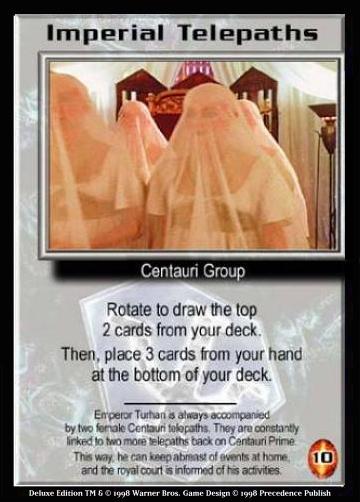 Imperial Telepaths
Centauri Group
Rotate to draw the top
2 cards from your deck.
Then, place 3 cards from your hand
at the bottom of your deck.
Emperor Turhan is always accompanied
by two female Centauri telepaths. They are constantly
linked to two more telepaths back on Centauri Prime.
This way, he can keep abreast of events at home,
and the royal court is informed of his activities.
10
Deluxe Edition TM & © 1998 Warner Bros. Game Design © 1998 Precedence Publish